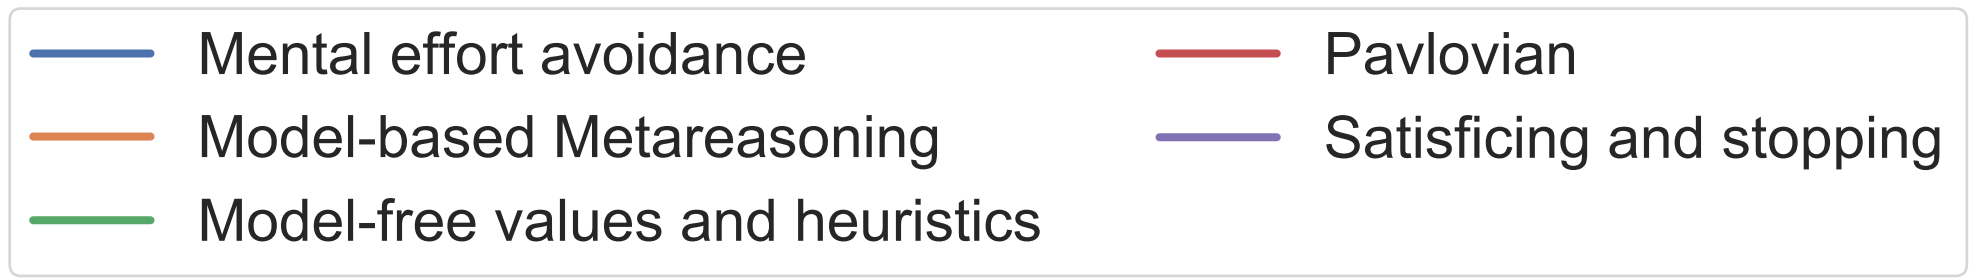 Mental effort avoidance
Model-based Metareasoning
Model-free values and heuristics
Pavlovian
Satisficing and stopping